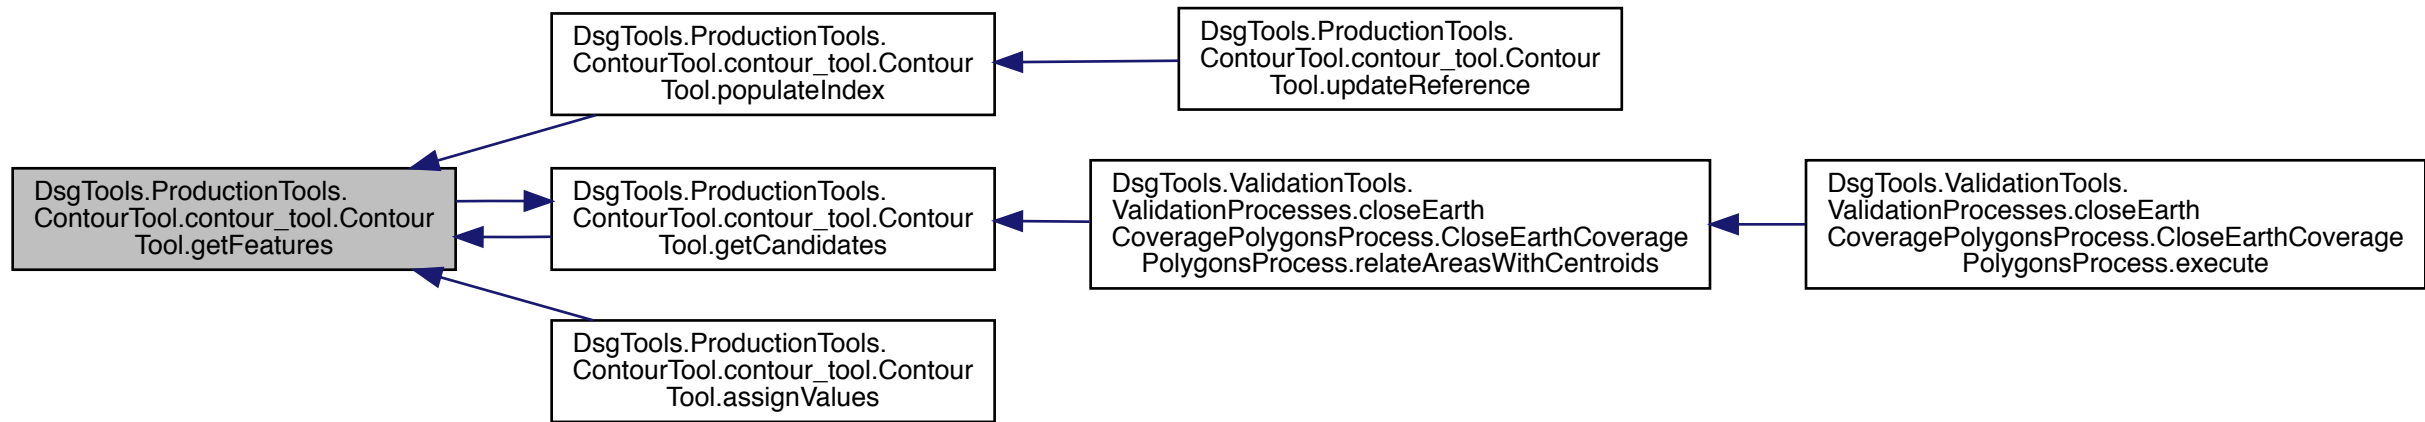 DsgTools.ProductionTools.
ContourTool.contour_tool.Contour
Tool.getFeatures
DsgTools.ProductionTools.
ContourTool.contour_tool.Contour
Tool.populateIndex
DsgTools.ProductionTools.
ContourTool.contour_tool.Contour
Tool.updateReference
DsgTools.ProductionTools.
ContourTool.contour_tool.Contour
Tool.getCandidates
DsgTools.ValidationTools.
ValidationProcesses.closeEarth
CoveragePolygonsProcess.CloseEarthCoverage
PolygonsProcess.relateAreasWithCentroids
DsgTools.ValidationTools.
ValidationProcesses.closeEarth
CoveragePolygonsProcess.CloseEarthCoverage
PolygonsProcess.execute
DsgTools.ProductionTools.
ContourTool.contour_tool.Contour
Tool.assignValues